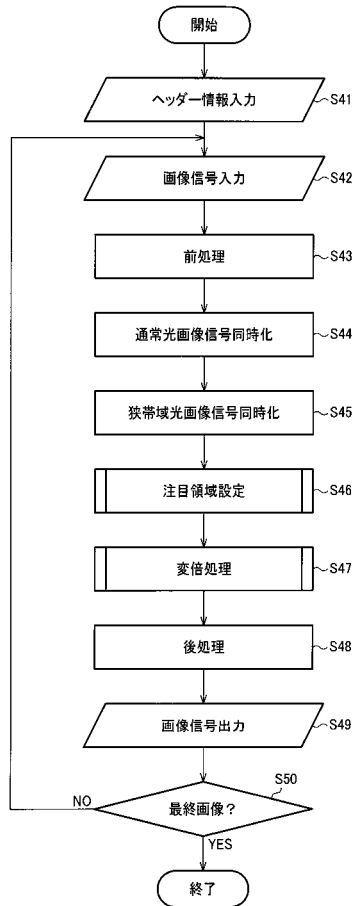 開始
ヘッダー情報入力
S41
画像信号入力
S42
前処理
S43
通常光画像信号同時化
S44
狭帯域光画像信号同時化
S45
注目領域設定
S46
変倍処理
S47
後処理
S48
画像信号出力
S49
S50
最終画像?
NO
YES
終了